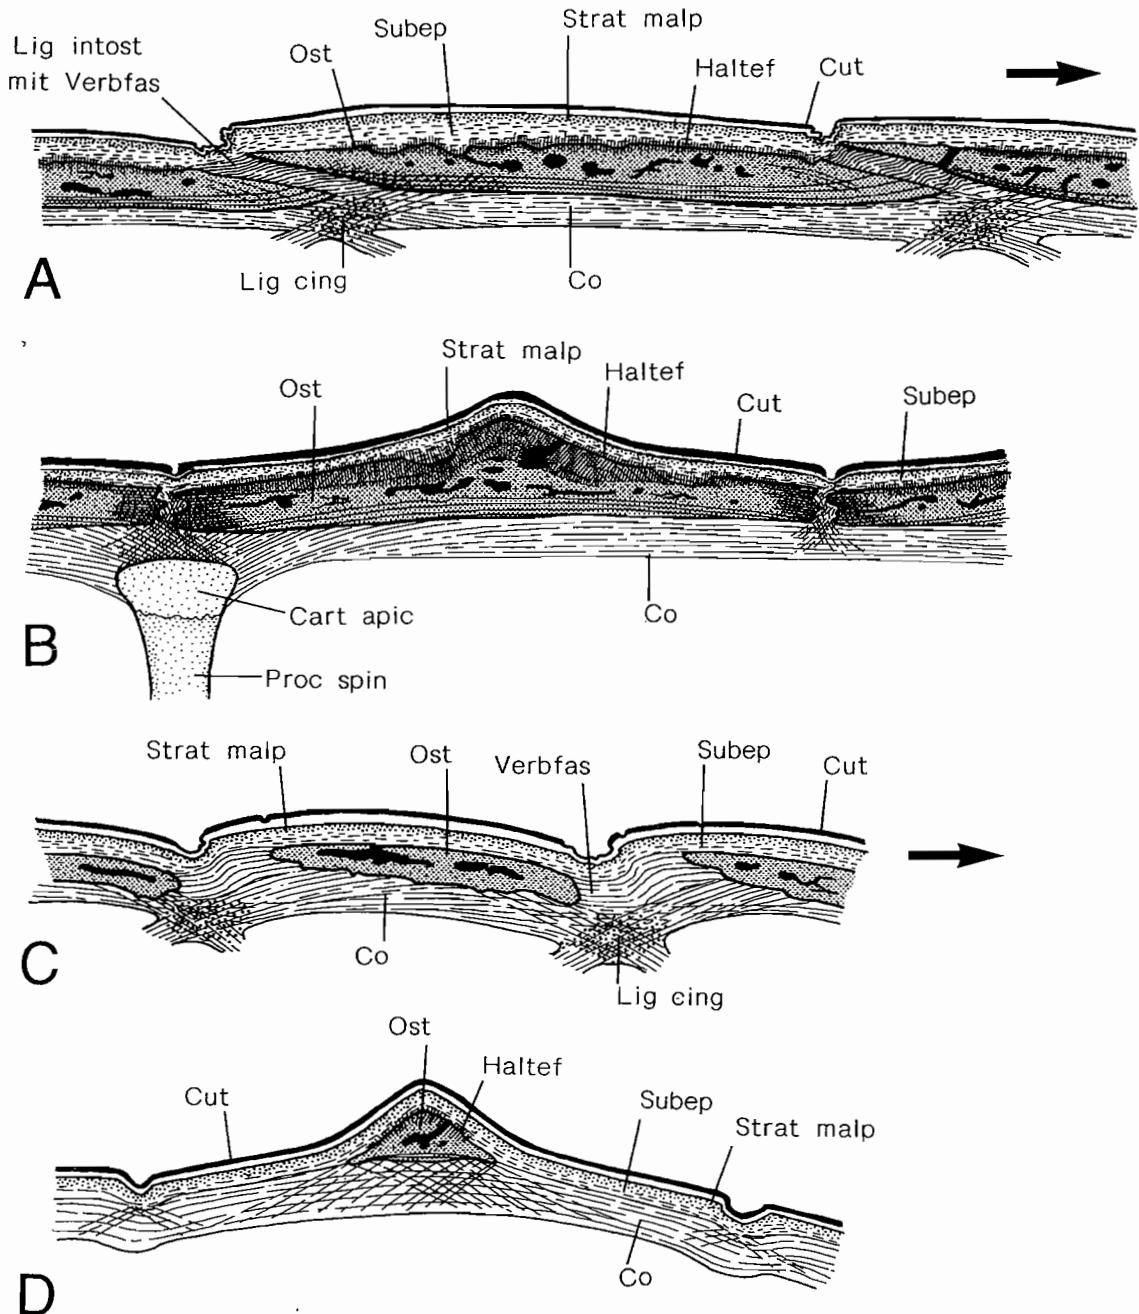 Strat malp
Subep
Lig intost
mit Verbfas
Ost
Haltef
Cut
Lig cing
Co
A
Strat malp
Haltef
Ost
Cut
Subep
Cart apic
Co
B
Proc spin
Strat malp
Ost
Verbfas
Subep
Cut
Co
C
Lig cing
Ost
Haltef
Cut
Subep
Strat malp
Co
D